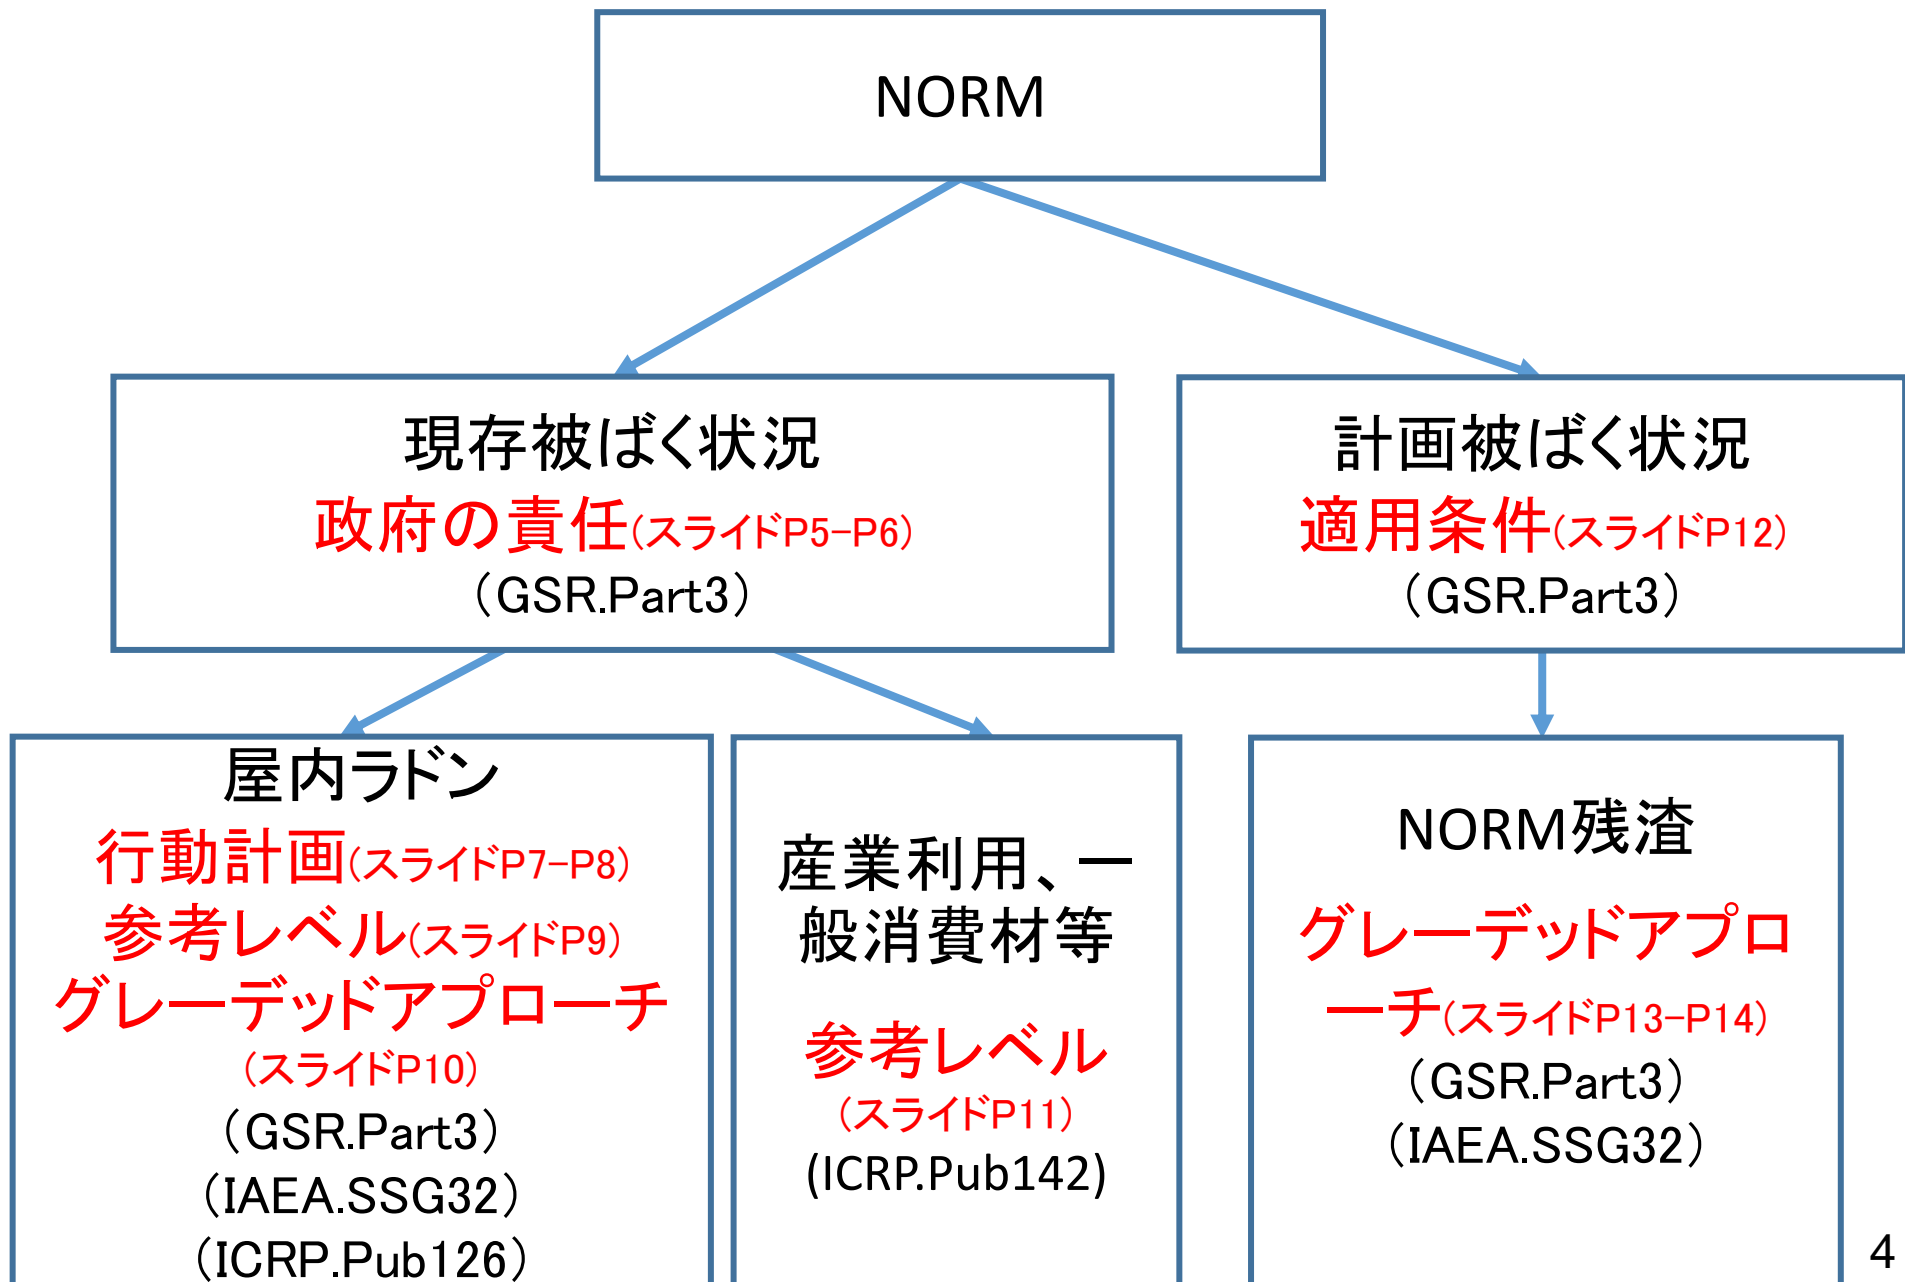 NORM
現存被ばく状況
政府の責任(スライドP5-P6)
(GSR.Part3)
計画被ばく状況
適用条件(スライドP12)
(GSR.Part3)
屋内ラドン
行動計画(スライドP7-P8)
参考レベル(スライドP9)
グレーデッドアプローチ
(スライドP10)
(GSR.Part3)
(IAEA.SSG32)
(ICRP.Pub126)
産業利用、一
般消費材等
参考レベル
(スライドP11)
(ICRP.Pub142)
NORM残渣
グレーデッドアプロ
ーチ(スライドP13-P14)
(GSR.Part3)
(IAEA.SSG32)
4